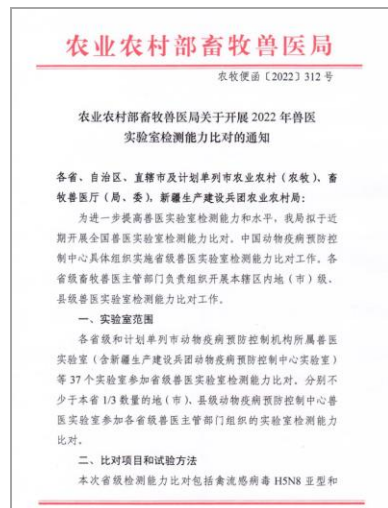 农业农村部畜牧兽医局
农牧便函〔2022〕312 号
农业农村部畜牧兽医局关于开展 2022 年兽医
实验室检测能力比对的通知
各省、自治区、直辖市及计划单列市农业农村（农牧）、畜
牧兽医厅（局、委），新疆生产建设兵团农业农村局：
为进一步提高兽医实验室检测能力和水平，我局拟于近
期开展全国兽医实验室检测能力比对。中国动物疫病预防控
制中心具体组织实施省级兽医实验室检测能力比对工作。各
省级畜牧兽医主管部门负责组织开展本辖区内地（市）级、
县级兽医实验室检测能力比对工作。
一、实验室范围
各省级和计划单列市动物疫病预防控制机构所属兽医
实验室（含新疆生产建设兵团动物疫病预防控制中心实验室）
等 37 个实验室参加省级兽医实验室检测能力比对。分别不
少于本省 1/3 数量的地（市）、县级动物疫病预防控制中心兽
医实验室参加各省级兽医主管部门组织的实验室检测能力
比对。
二、比对项目和试验方法
本次省级检测能力比对包括禽流感病毒 H5N8 亚型和